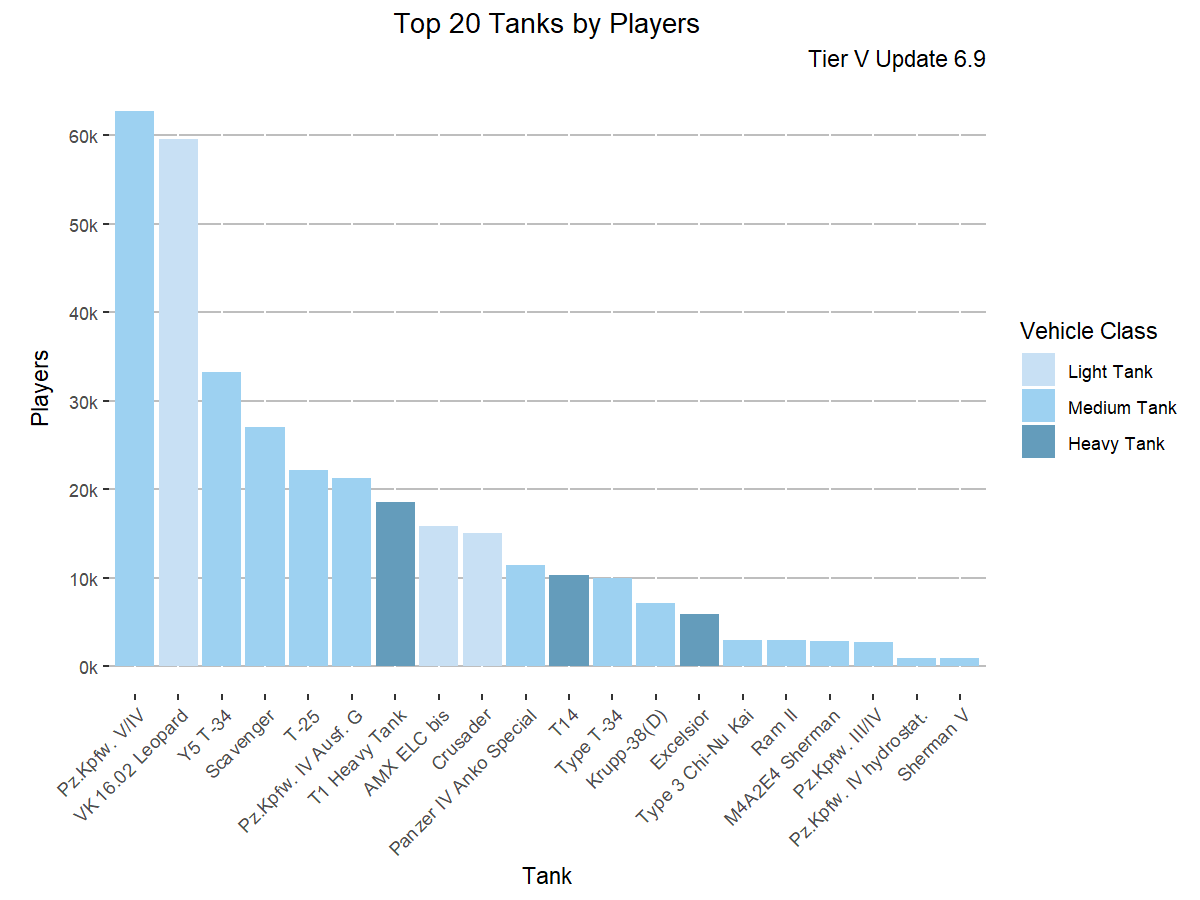 Top 20 Tanks by Players
Tier V Update 6.9
Players
60k
50k
40k
30k
20k
10k
0k
Pz.Kpfw. V/IV
VK 16.02 Leopard
Y5 T-34
Scavenger
T-25
Pz.Kpfw. IV Ausf. G
T1 Heavy Tank
AMX ELC bis
Crusader
Panzer IV Anko Special
T14
Type T-34
Krupp-38(D)
Excelsior
Type 3 Chi-Nu Kai
Ram II
M4A2E4 Sherman
Pz.Kpfw. III/IV
Pz.Kpfw. IV hydrostat.
Sherman V
Tank
Vehicle Class
Light Tank
Medium Tank
Heavy Tank